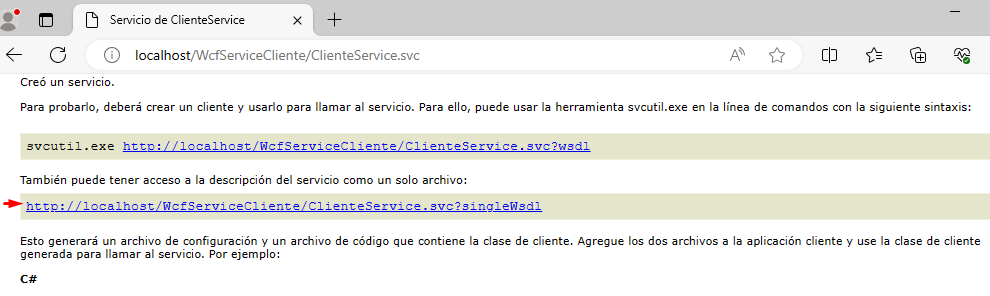 Servicio de ClienteService
localhost/WcfServiceCliente/ClienteService.svc
Creó un servicio.
Para probarlo, deberá crear un cliente y usarlo para llamar al servicio. Para ello, puede usar la herramienta svcutil.exe en la línea de comandos con la siguiente sintaxis:
svcutil.exe http://localhost/WcfServiceCliente/ClienteService.svc?wsdl
También puede tener acceso a la descripción del servicio como un solo archivo:
http://localhost/WcfServiceCliente/ClienteService.svc?singleWsdl
Esto generará un archivo de configuración y un archivo de código que contiene la clase de cliente. Agregue los dos archivos a la aplicación cliente y use la clase de cliente
generada para llamar al servicio. Por ejemplo:
C#